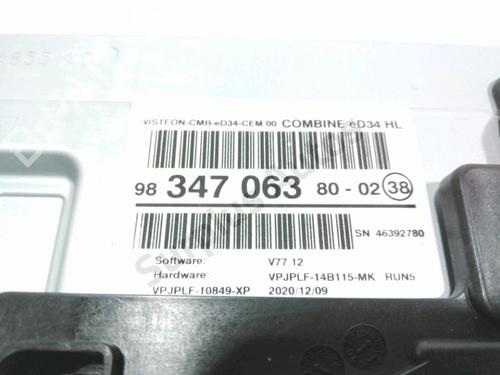 VISTEON-CMB-eD34-CEM 00 COMBINE eD34 HL
98 347 063 80 - 02 38
SN 46392780
Software: V77.12
Hardware: VPJPLF-14B115-MK RUN5
VPJPLF-10849-XP 2020/12/09